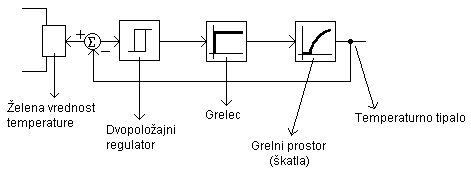 +
Σ
−
Želena vrednost
temperature
Dvopoložajni
regulator
Grelec
Grelni prostor
(škatla)
Temperaturno tipalo